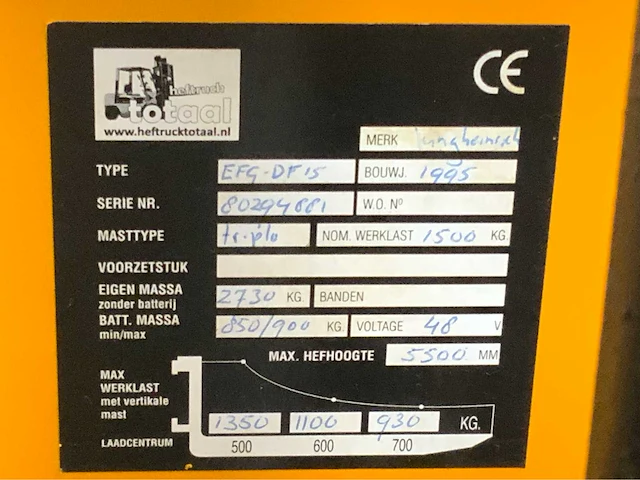 heftruck
totaal
www.heftrucktotaal.nl
CE
MERK Jungheinrich
TYPE EFG-DF15 BOUWJ. 1995
SERIE NR. 80294881 W.O. Nº
MASTTYPE triplo NOM. WERKLAST 1500 KG
VOORZETSTUK
EIGEN MASSA zonder batterij 2730 KG. BANDEN
BATT. MASSA min/max 850/900 KG. VOLTAGE 48 V.
MAX. HEFHOOGTE 5500 MM
MAX
WERKLAST
met vertikale
mast 1350 1100 930 KG.
LAADCENTRUM 500 600 700